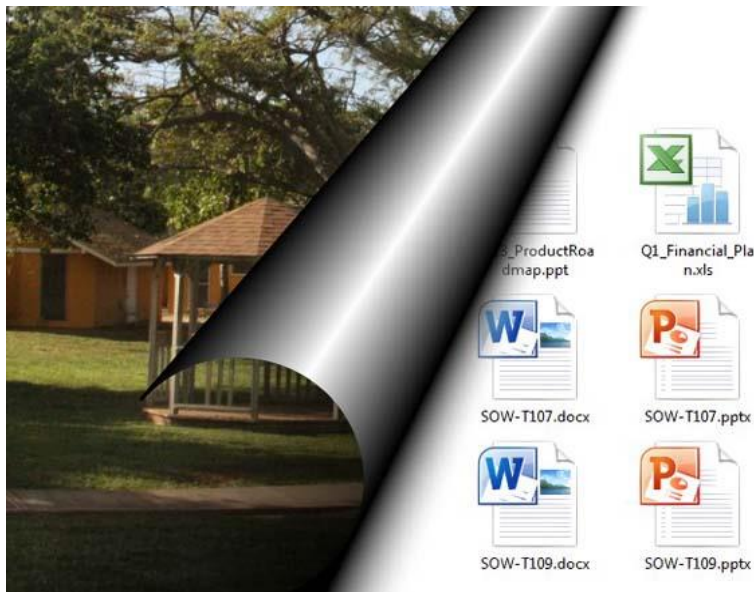 _ProductRoa
dmap.ppt
Q1_Financial_Pla
n.xls
W
P
SOW-T107.docx
SOW-T107.pptx
W
P
SOW-T109.docx
SOW-T109.pptx